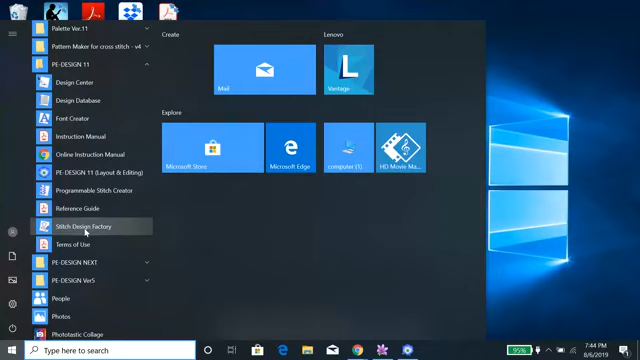 Palette Ver.11
Pattern Maker for cross stitch - v4
PE-DESIGN 11
Design Center
Design Database
Font Creator
Instruction Manual
Online Instruction Manual
PE-DESIGN 11 (Layout & Editing)
Programmable Stitch Creator
Reference Guide
Stitch Design Factory
Terms of Use
PE-DESIGN NEXT
PE-DESIGN Ver5
People
Photos
Phototastic Collage
Create
Lenovo
Mail
L
Vantage
Explore
Microsoft Store
Microsoft Edge
computer (1)
HD Movie Ma...
Type here to search
95%
7:44 PM
8/6/2019